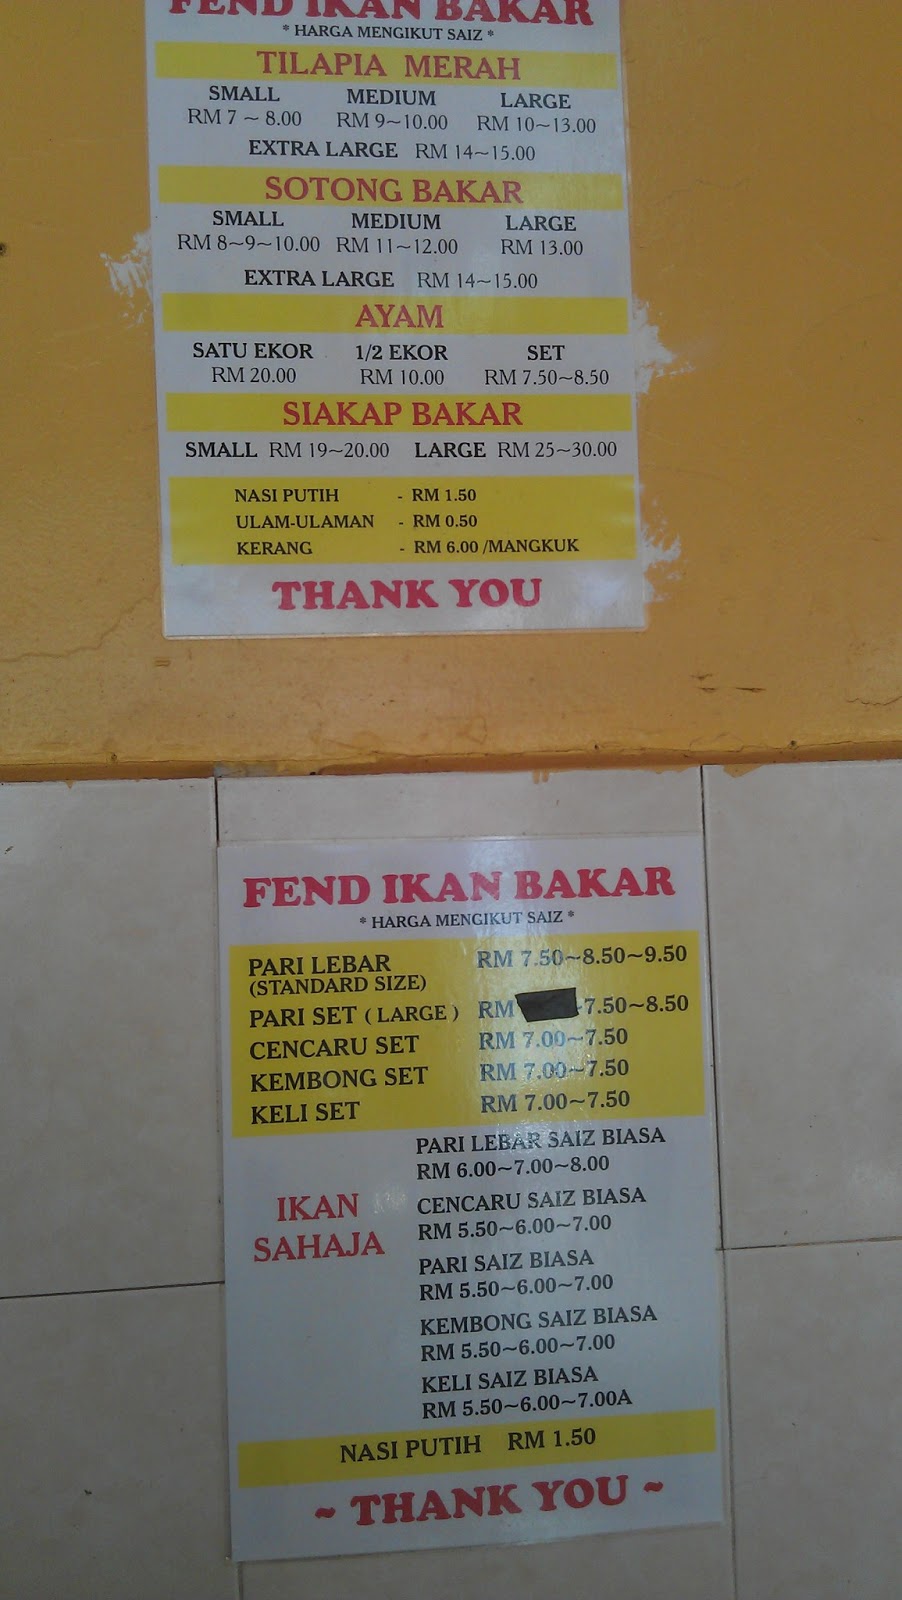 FEND IKAN BAKAR
* HARGA MENGIKUT SAIZ *
TILAPIA MERAH
SMALL MEDIUM LARGE
RM 7 ~ 8.00 RM 9~10.00 RM 10~13.00
EXTRA LARGE RM 14~15.00
SOTONG BAKAR
SMALL MEDIUM LARGE
RM 8~9~10.00 RM 11~12.00 RM 13.00
EXTRA LARGE RM 14~15.00
AYAM
SATU EKOR 1/2 EKOR SET
RM 20.00 RM 10.00 RM 7.50~8.50
SIAKAP BAKAR
SMALL RM 19~20.00 LARGE RM 25~30.00
NASI PUTIH - RM 1.50
ULAM-ULAMAN - RM 0.50
KERANG - RM 6.00 /MANGKUK
THANK YOU
FEND IKAN BAKAR
* HARGA MENGIKUT SAIZ *
PARI LEBAR RM 7.50~8.50~9.50
(STANDARD SIZE)
PARI SET ( LARGE ) RM 7.50~8.50
CENCARU SET RM 7.00~7.50
KEMBONG SET RM 7.00~7.50
KELI SET RM 7.00~7.50
IKAN
SAHAJA
PARI LEBAR SAIZ BIASA
RM 6.00~7.00~8.00
CENCARU SAIZ BIASA
RM 5.50~6.00~7.00
PARI SAIZ BIASA
RM 5.50~6.00~7.00
KEMBONG SAIZ BIASA
RM 5.50~6.00~7.00
KELI SAIZ BIASA
RM 5.50~6.00~7.00A
NASI PUTIH RM 1.50
~ THANK YOU ~